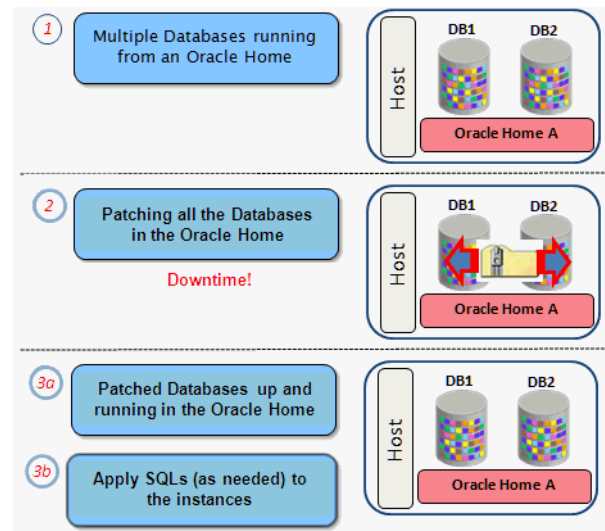 1
Multiple Databases running
from an Oracle Home
Host
DB1
DB2
Oracle Home A
2
Patching all the Databases
in the Oracle Home
Downtime!
Host
DB1
DB2
Oracle Home A
3a
Patched Databases up and
running in the Oracle Home
3b
Apply SQLs (as needed) to
the instances
Host
DB1
DB2
Oracle Home A